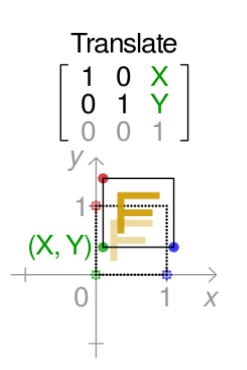 Translate
1 0 X
0 1 Y
0 0 1
y
1
(X, Y)
0 1 x